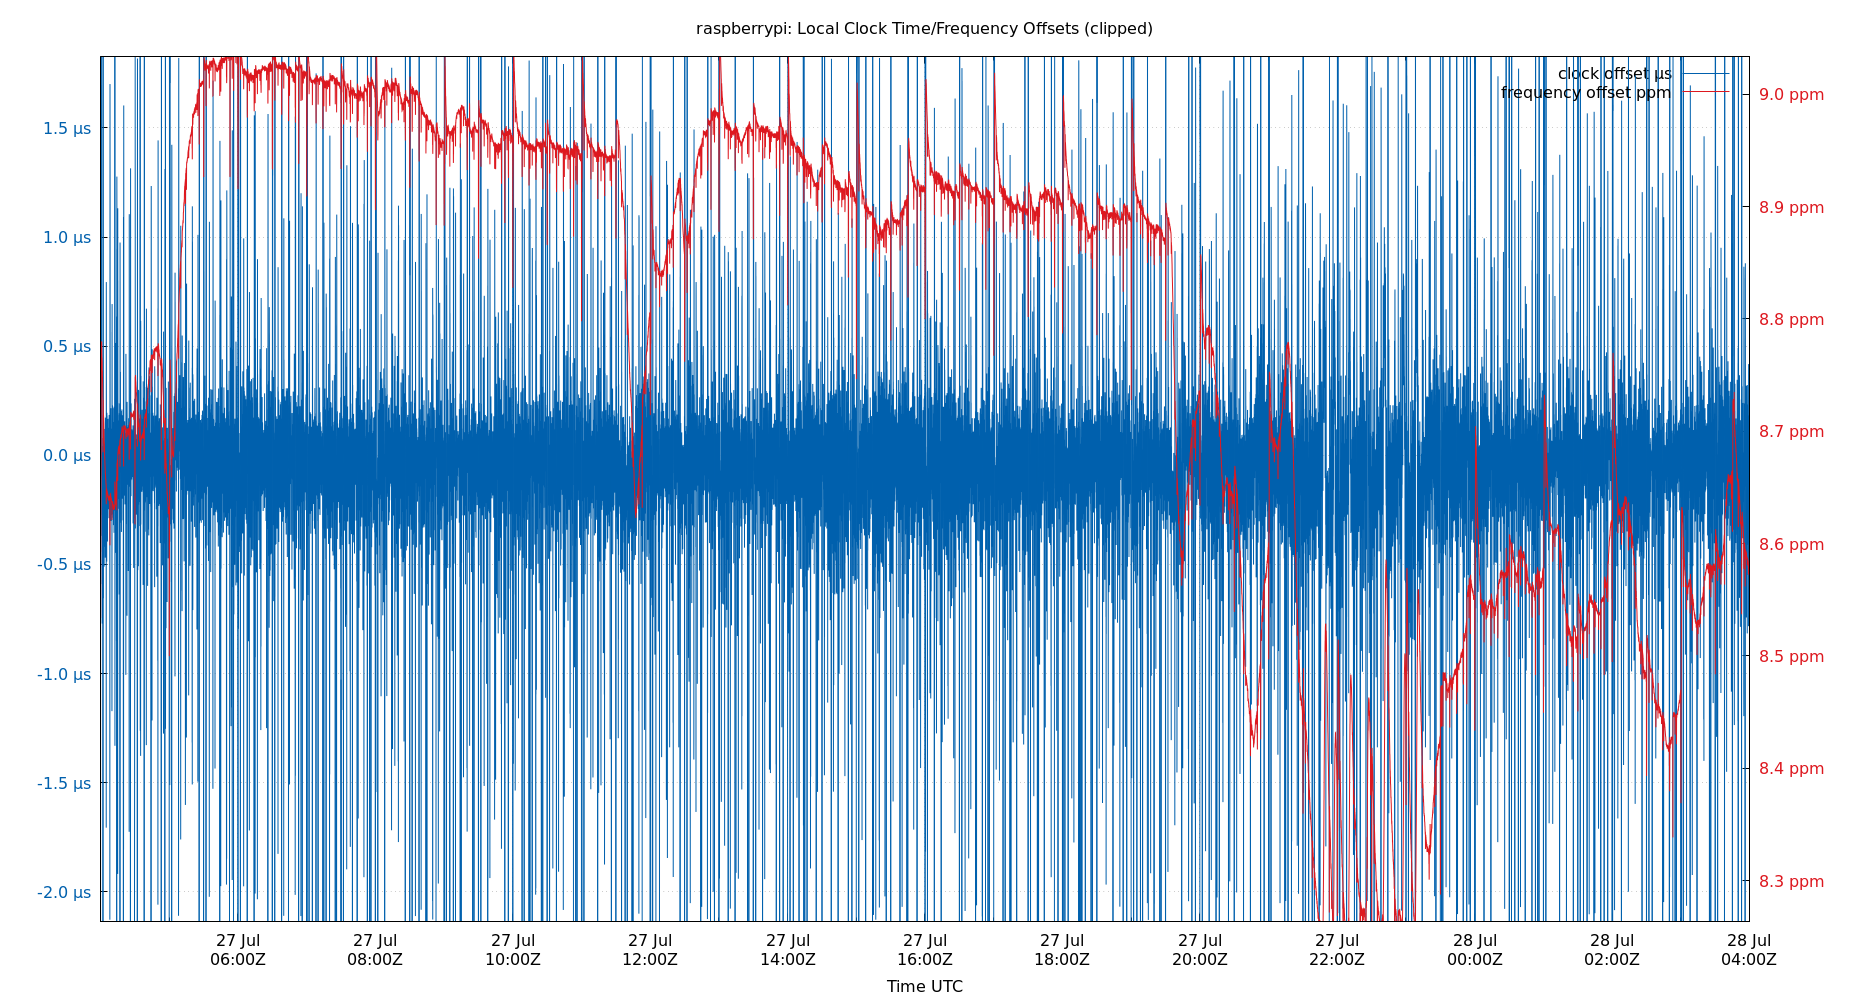 raspberrypi: Local Clock Time/Frequency Offsets (clipped)
clock offset µs
frequency offset ppm
1.5 µs
1.0 µs
0.5 µs
0.0 µs
-0.5 µs
-1.0 µs
-1.5 µs
-2.0 µs
9.0 ppm
8.9 ppm
8.8 ppm
8.7 ppm
8.6 ppm
8.5 ppm
8.4 ppm
8.3 ppm
27 Jul
06:00Z
27 Jul
08:00Z
27 Jul
10:00Z
27 Jul
12:00Z
27 Jul
14:00Z
27 Jul
16:00Z
27 Jul
18:00Z
27 Jul
20:00Z
27 Jul
22:00Z
28 Jul
00:00Z
28 Jul
02:00Z
28 Jul
04:00Z
Time UTC